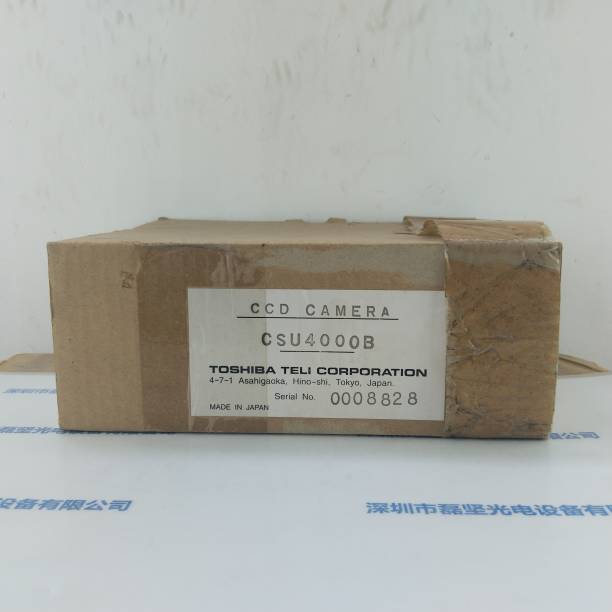 CCD CAMERA
CSU4000B
TOSHIBA TELI CORPORATION
4-7-1 Asahigaoka, Hino-shi, Tokyo, Japan.
Serial No. 0008828
MADE IN JAPAN
设备有限公司
深圳市磊坚光电设备有限